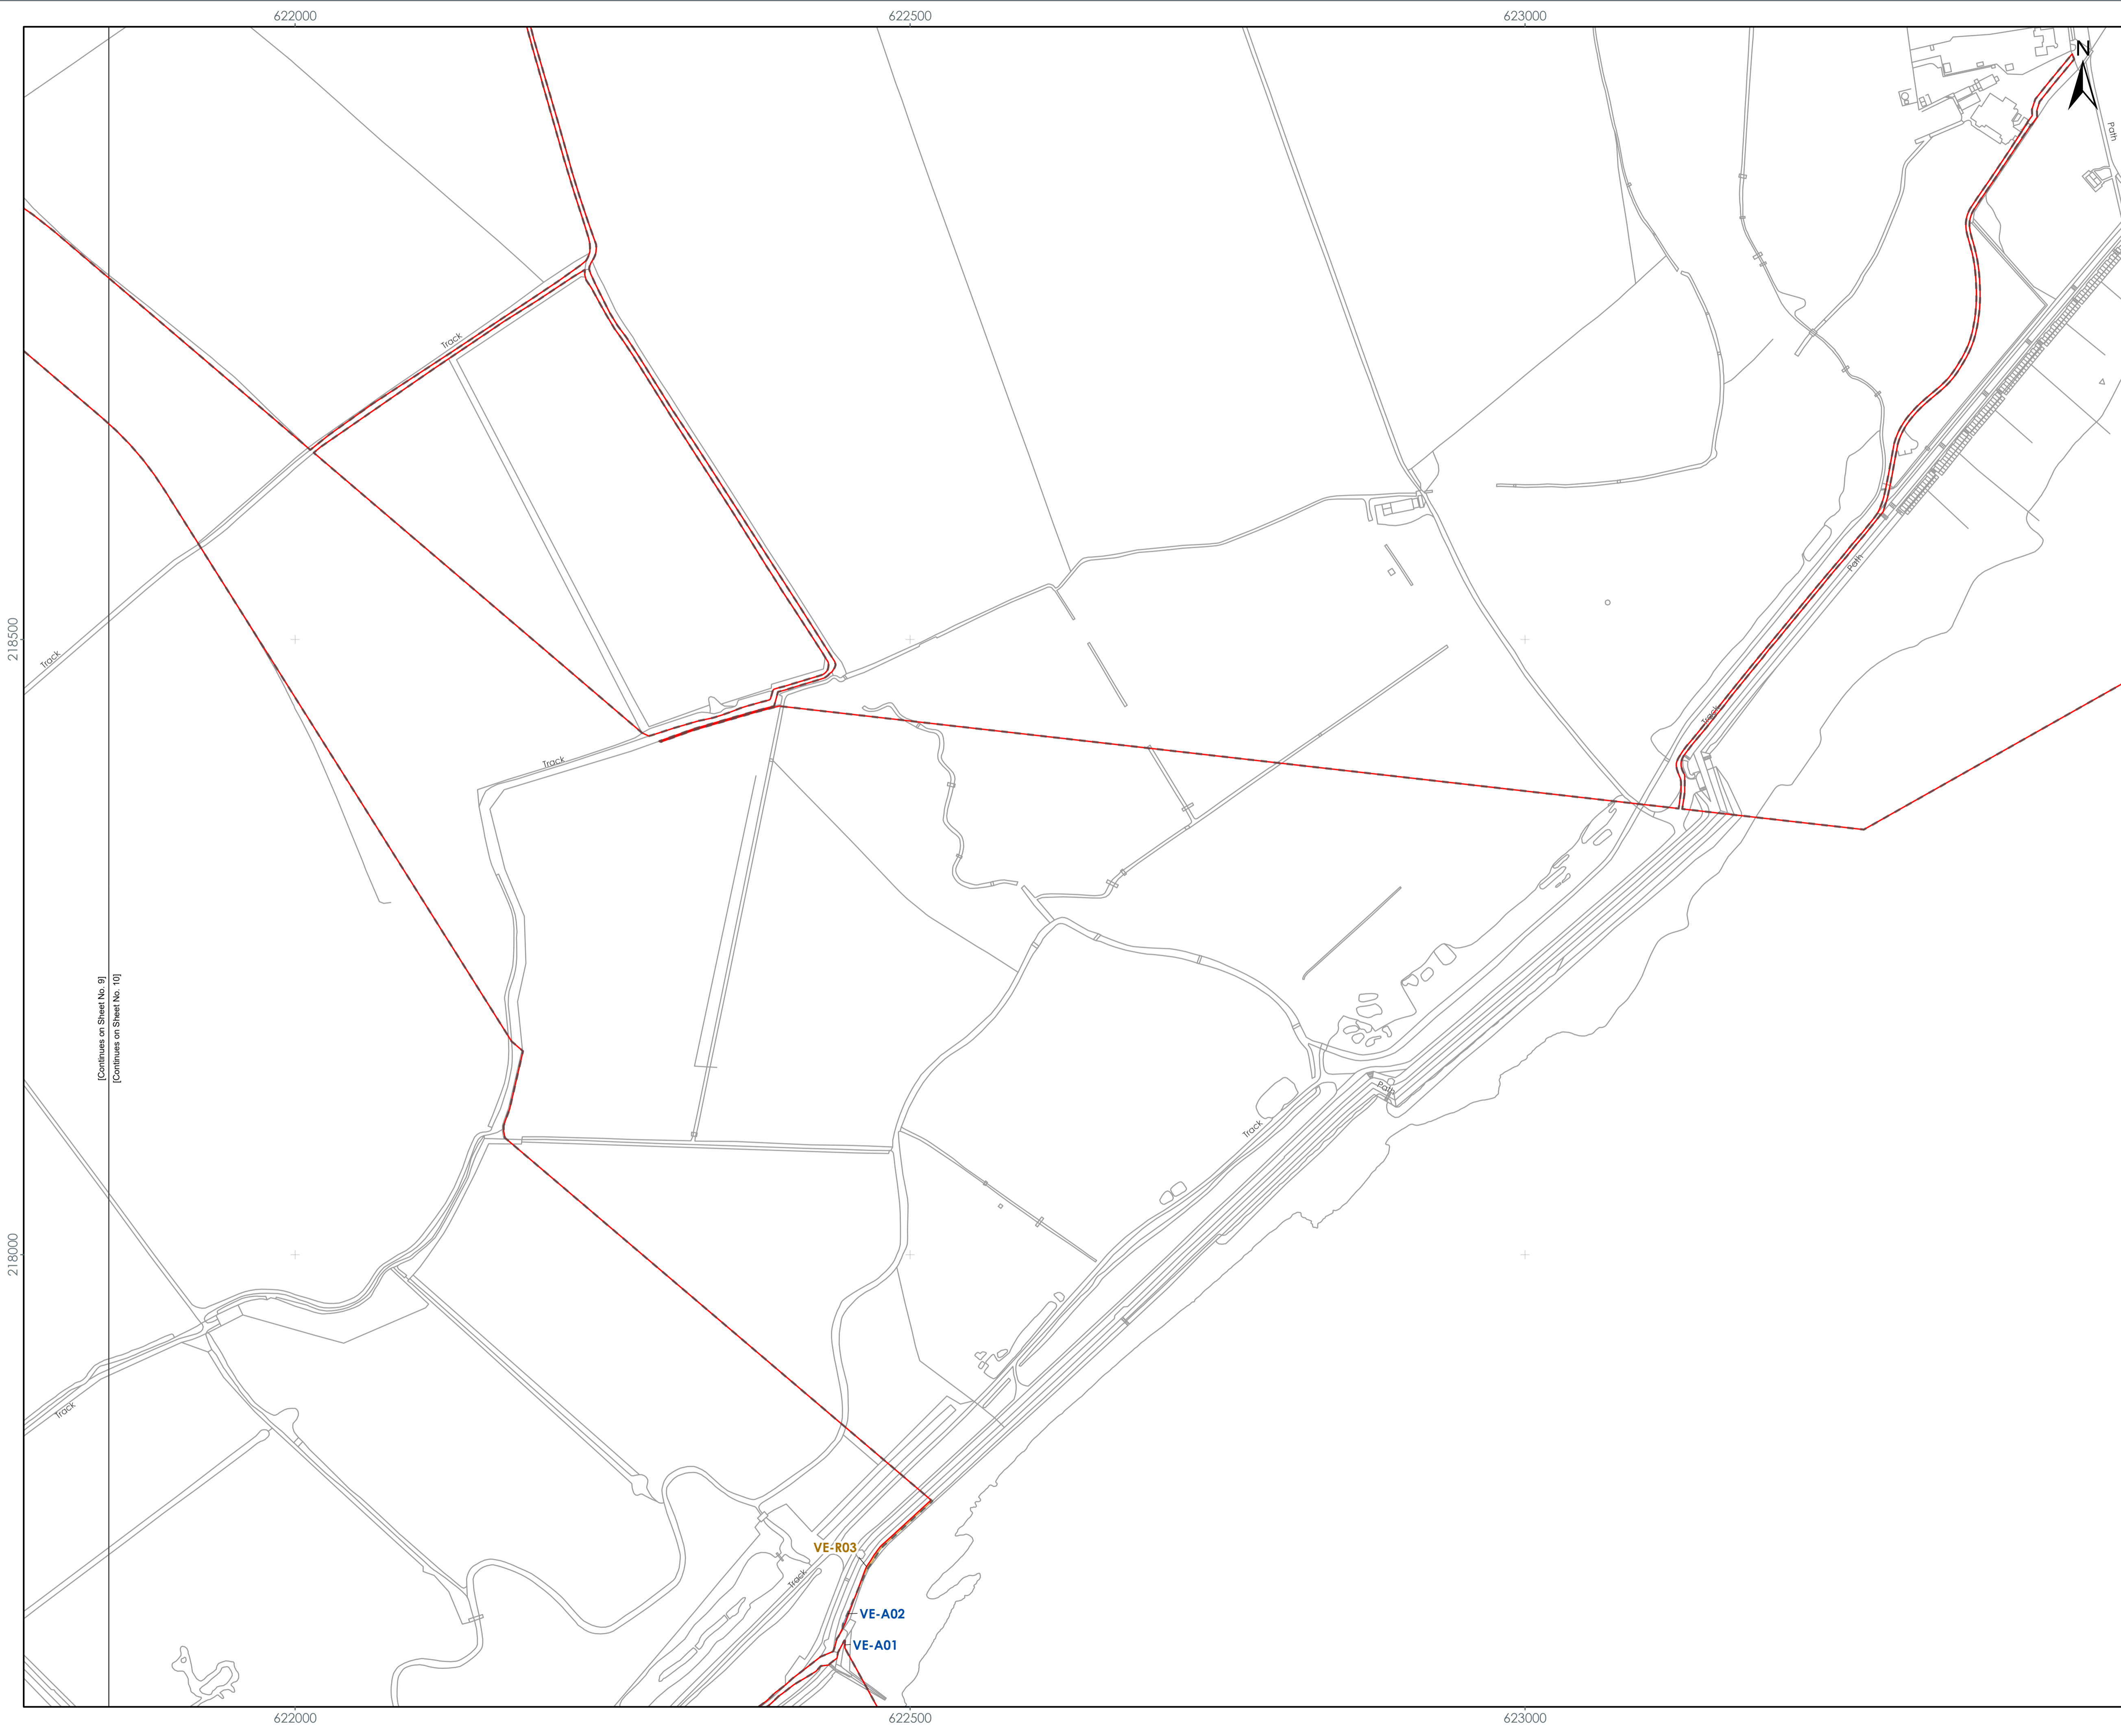 622000
622500
623000
N
Path
Track
218500
Track
Path
Track
Track
[Continues on Sheet No. 9]
[Continues on Sheet No. 10]
Path
Track
218000
Track
VE-R03
Track
VE-A02
VE-A01
622000
622500
623000